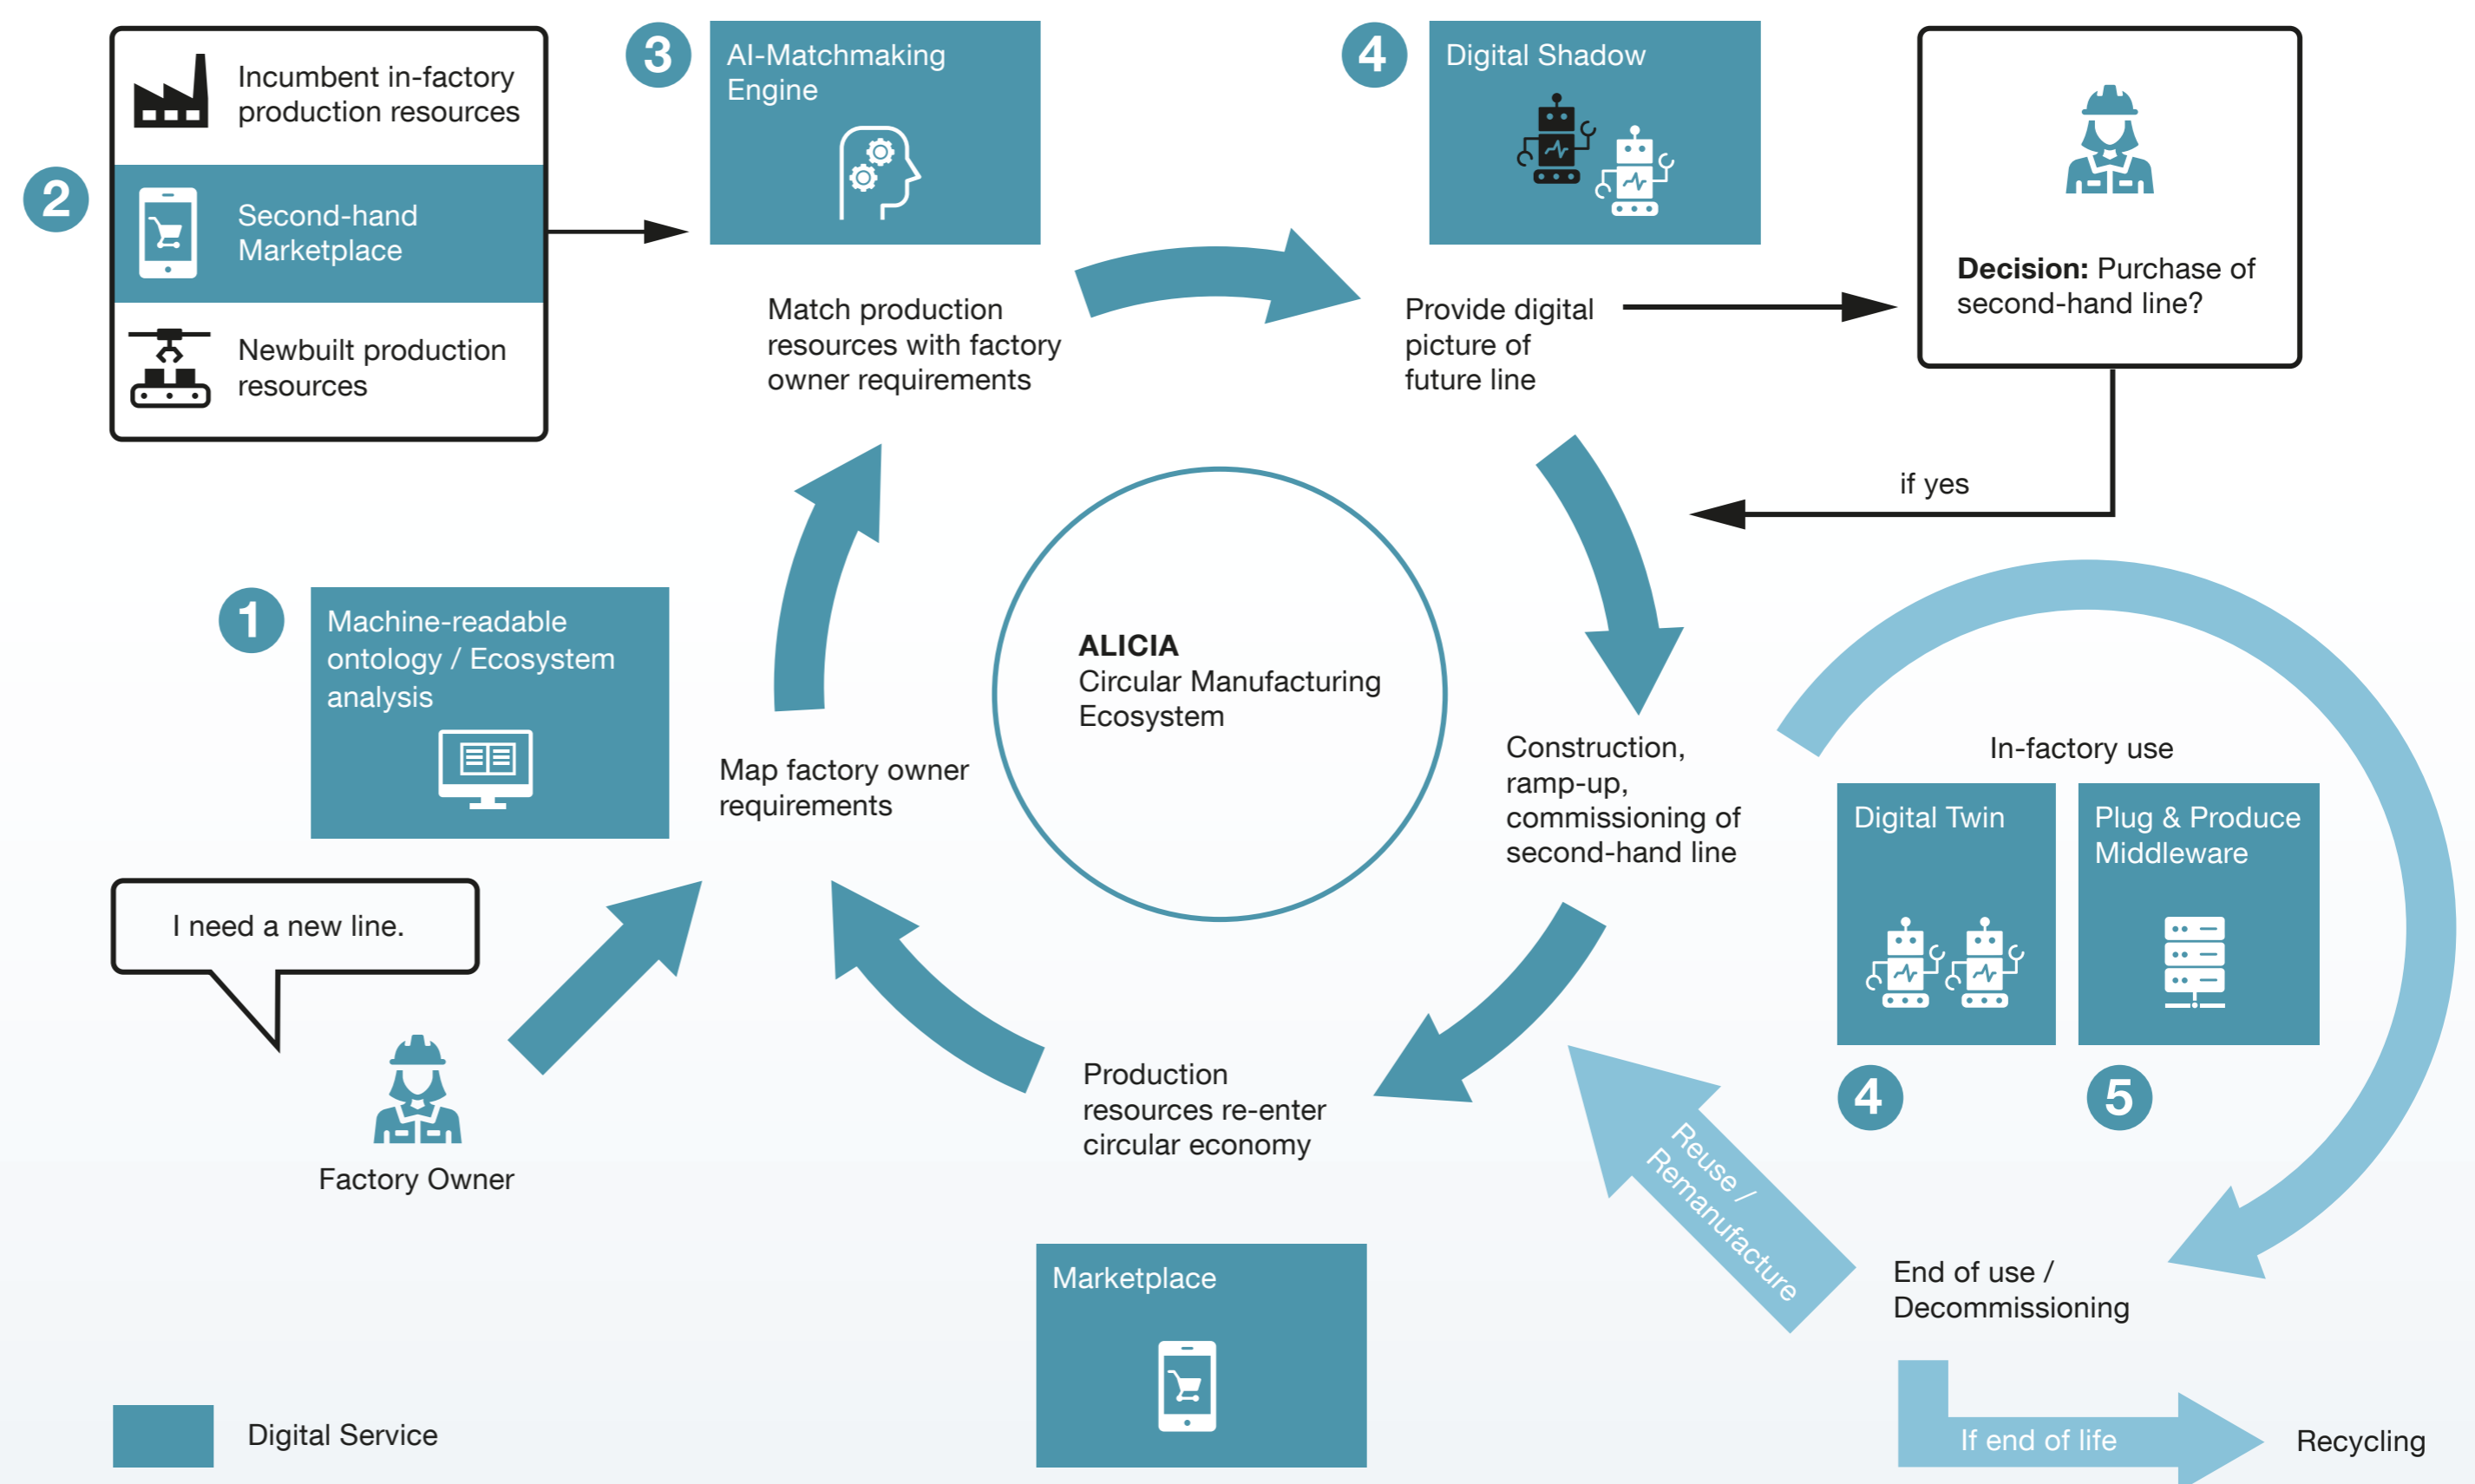 2
Incumbent in-factory
production resources
Second-hand
Marketplace
Newbuilt production
resources
3
AI-Matchmaking
Engine
Match production
resources with factory
owner requirements
4
Digital Shadow
Provide digital
picture of
future line
Decision: Purchase of
second-hand line?
if yes
1
Machine-readable
ontology / Ecosystem
analysis
Map factory owner
requirements
ALICIA
Circular Manufacturing
Ecosystem
Construction,
ramp-up,
commissioning of
second-hand line
In-factory use
Digital Twin
Plug & Produce
Middleware
4
5
I need a new line.
Factory Owner
Production
resources re-enter
circular economy
Reuse /
Remanufacture
End of use /
Decommissioning
Marketplace
If end of life
Recycling
Digital Service